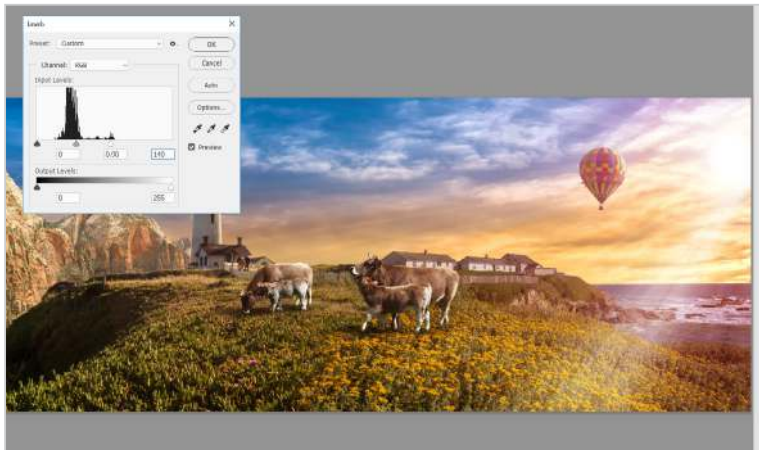 Levels
Preset: Custom
OK
Channel: RGB
Cancel
Input Levels:
Auto
Options...
0 0.00 140
Preview
Output Levels:
0 255